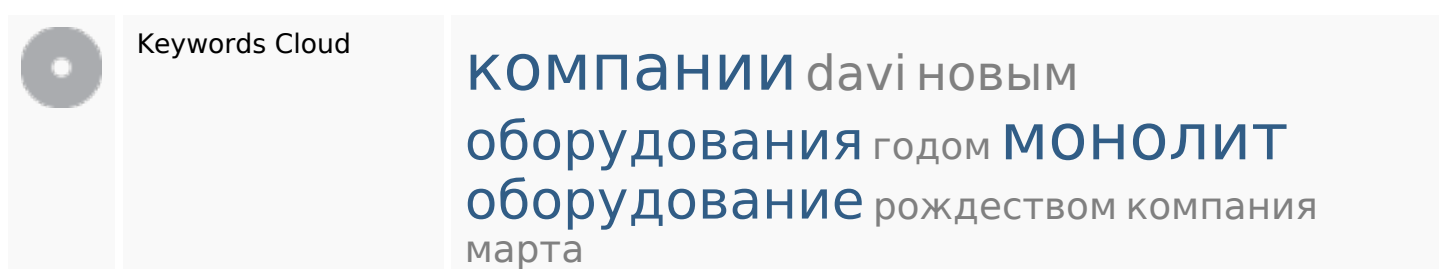 Keywords Cloud
компании davi новым
оборудования годом монолит
оборудование рождеством компания
марта